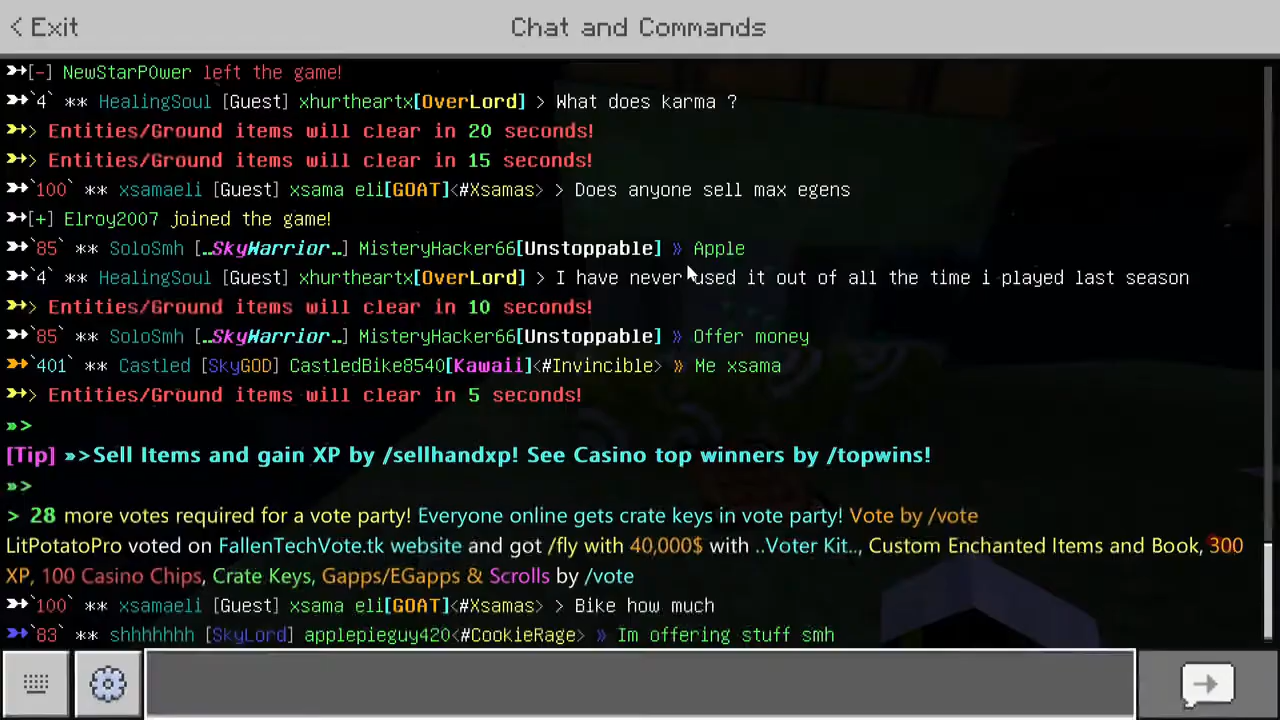 < Exit
Chat and Commands
➳[-] NewStarP0wer left the game!
➳`4` ** HealingSoul [Guest] xhurtheartx[OverLord] > What does karma ?
➳> Entities/Ground items will clear in 20 seconds!
➳> Entities/Ground items will clear in 15 seconds!
➳`100` ** xsamaeli [Guest] xsama eli[GOAT]<#Xsamas> > Does anyone sell max egens
➳[+] Elroy2007 joined the game!
➳`85` ** SoloSmh [..SkyWarrior..] MisteryHacker66[Unstoppable] » Apple
➳`4` ** HealingSoul [Guest] xhurtheartx[OverLord] > I have never used it out of all the time i played last season
➳> Entities/Ground items will clear in 10 seconds!
➳`85` ** SoloSmh [..SkyWarrior..] MisteryHacker66[Unstoppable] » Offer money
➳`401` ** Castled [SkyGOD] CastledBike8540[Kawaii]<#Invincible> » Me xsama
➳> Entities/Ground items will clear in 5 seconds!
»>
[Tip] »>Sell Items and gain XP by /sellhandxp! See Casino top winners by /topwins!
»>
> 28 more votes required for a vote party! Everyone online gets crate keys in vote party! Vote by /vote
LitPotatoPro voted on FallenTechVote.tk website and got /fly with 40,000$ with ..Voter Kit.., Custom Enchanted Items and Book, 300
XP, 100 Casino Chips, Crate Keys, Gapps/EGapps & Scrolls by /vote
➳`100` ** xsamaeli [Guest] xsama eli[GOAT]<#Xsamas> > Bike how much
➳`83` ** shhhhhhh [SkyLord] applepieguy420<#CookieRage> » Im offering stuff smh